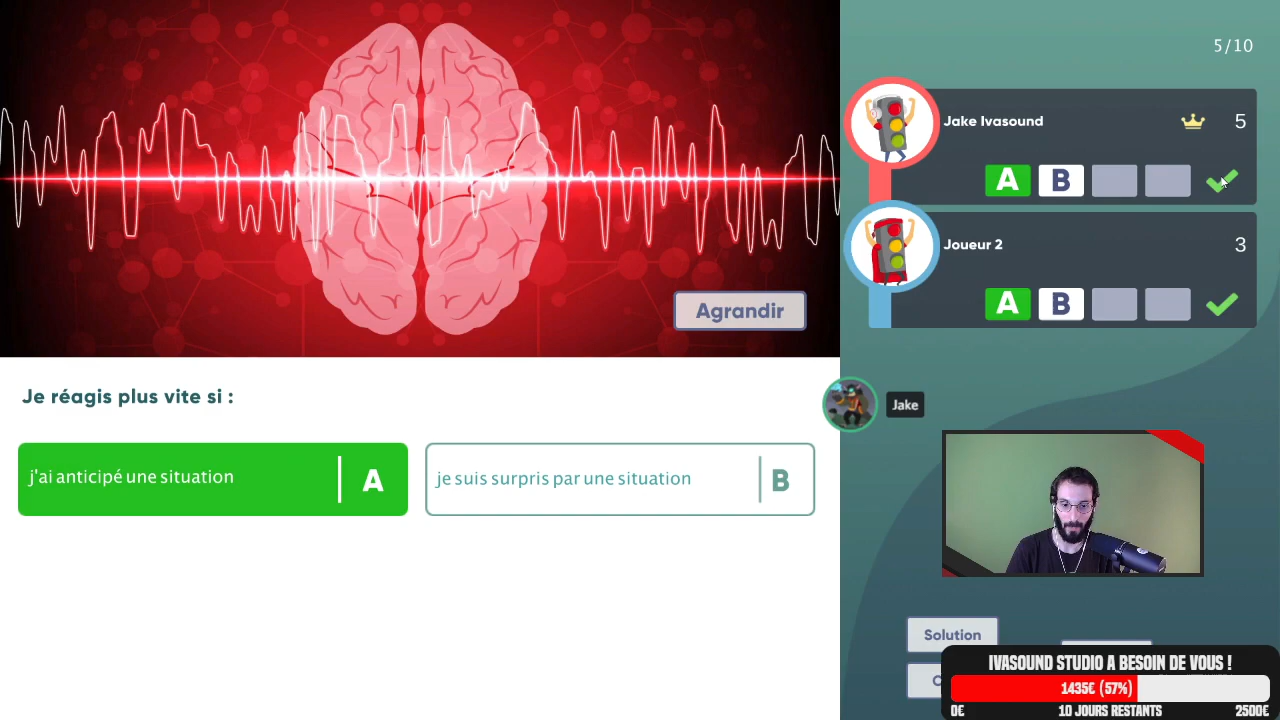 5/10
Jake Ivasound
5
A B
Joueur 2
3
A B
Agrandir
Je réagis plus vite si :
j'ai anticipé une situation A
je suis surpris par une situation B
Jake
Solution
IVASOUND STUDIO A BESOIN DE VOUS !
1435€ (57%)
0€ 10 JOURS RESTANTS 2500€